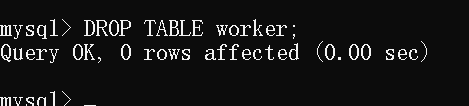 mysql> DROP TABLE worker;
Query OK, 0 rows affected (0.00 sec)
mysql> _